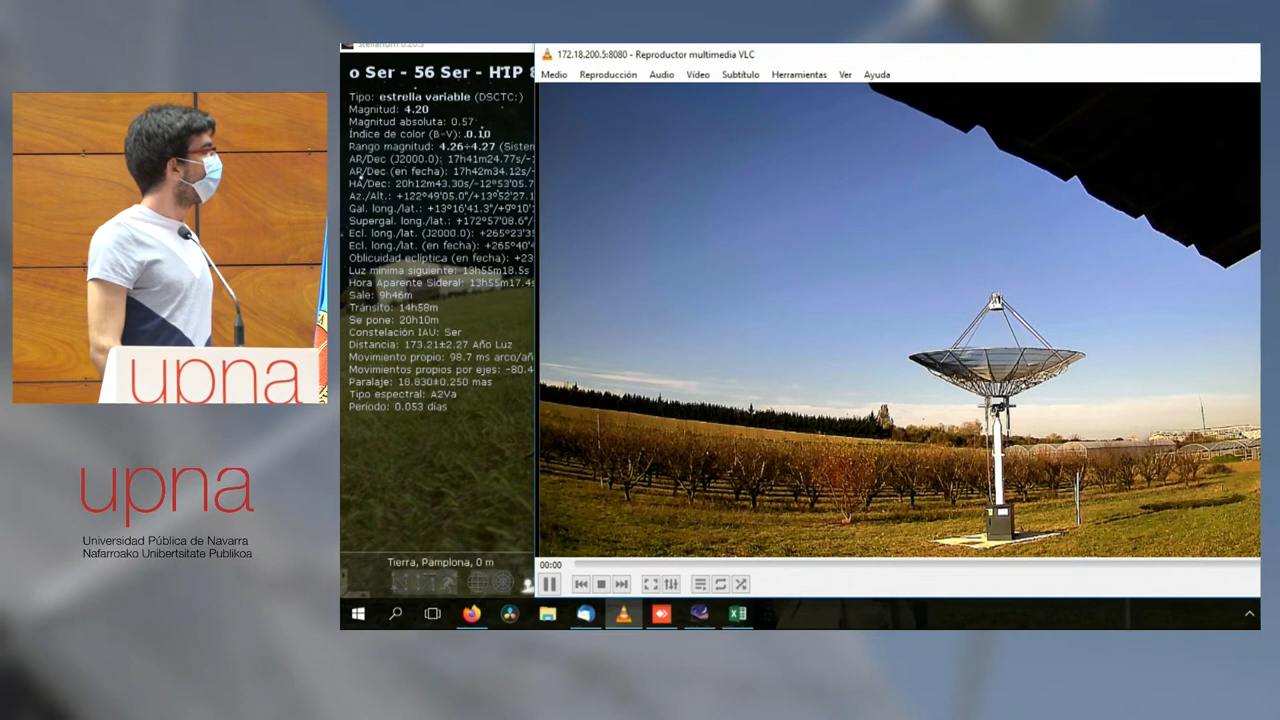 upna
upna
Universidad Pública de Navarra
Nafarroako Unibertsitate Publikoa
Stellarium 0.20.3
o Ser - 56 Ser - HIP
Tipo: estrella variable (DSCTC:)
Magnitud: 4.20
Magnitud absoluta: 0.57
Índice de color (B-V): 0.10
Rango magnitud: 4.26÷4.27
AR/Dec (J2000.0): 17h41m24.77s/
AR/Dec (en fecha): 17h42m34.12s/
HA/Dec: 20h12m43.30s/-12°53'05.7
Az./Alt.: +122°49'05.0"/+13°52'27.1
Gal. long./lat.: +13°16'41.3"/+9°10'
Supergal. long./lat.: +172°57'08.6"/
Ecl. long./lat. (J2000.0): +265°23'
Ecl. long./lat. (en fecha): +265°40'
Oblicuidad eclíptica (en fecha): +23
Luz mínima siguiente: 13h55m18.5s
Hora Aparente Sideral: 13h55m17.4s
Sale: 9h46m
Tránsito: 14h58m
Se pone: 20h10m
Constelación IAU: Ser
Distancia: 173.21±2.27 Año Luz
Movimiento propio: 98.7 ms arco/añ
Movimientos propios por ejes: -80.4
Paralaje: 18.830±0.250 mas
Tipo espectral: A2Va
Período: 0.053 días
Tierra, Pamplona, 0 m
172.18.200.5:8080 - Reproductor multimedia VLC
Medio Reproducción Audio Vídeo Subtítulo Herramientas Ver Ayuda
00:00